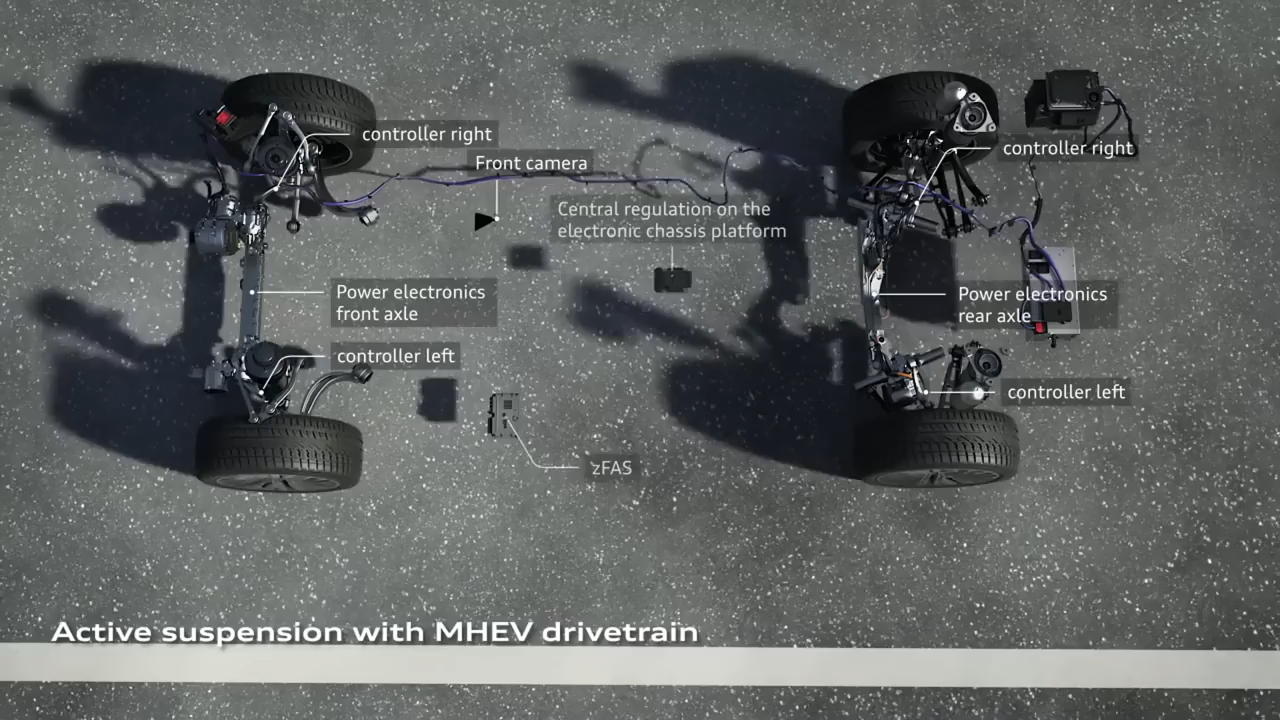 controller right
controller right
Front camera
Central regulation on the
electronic chassis platform
Power electronics
front axle
Power electronics
rear axle
controller left
controller left
zFAS
Active suspension with MHEV drivetrain